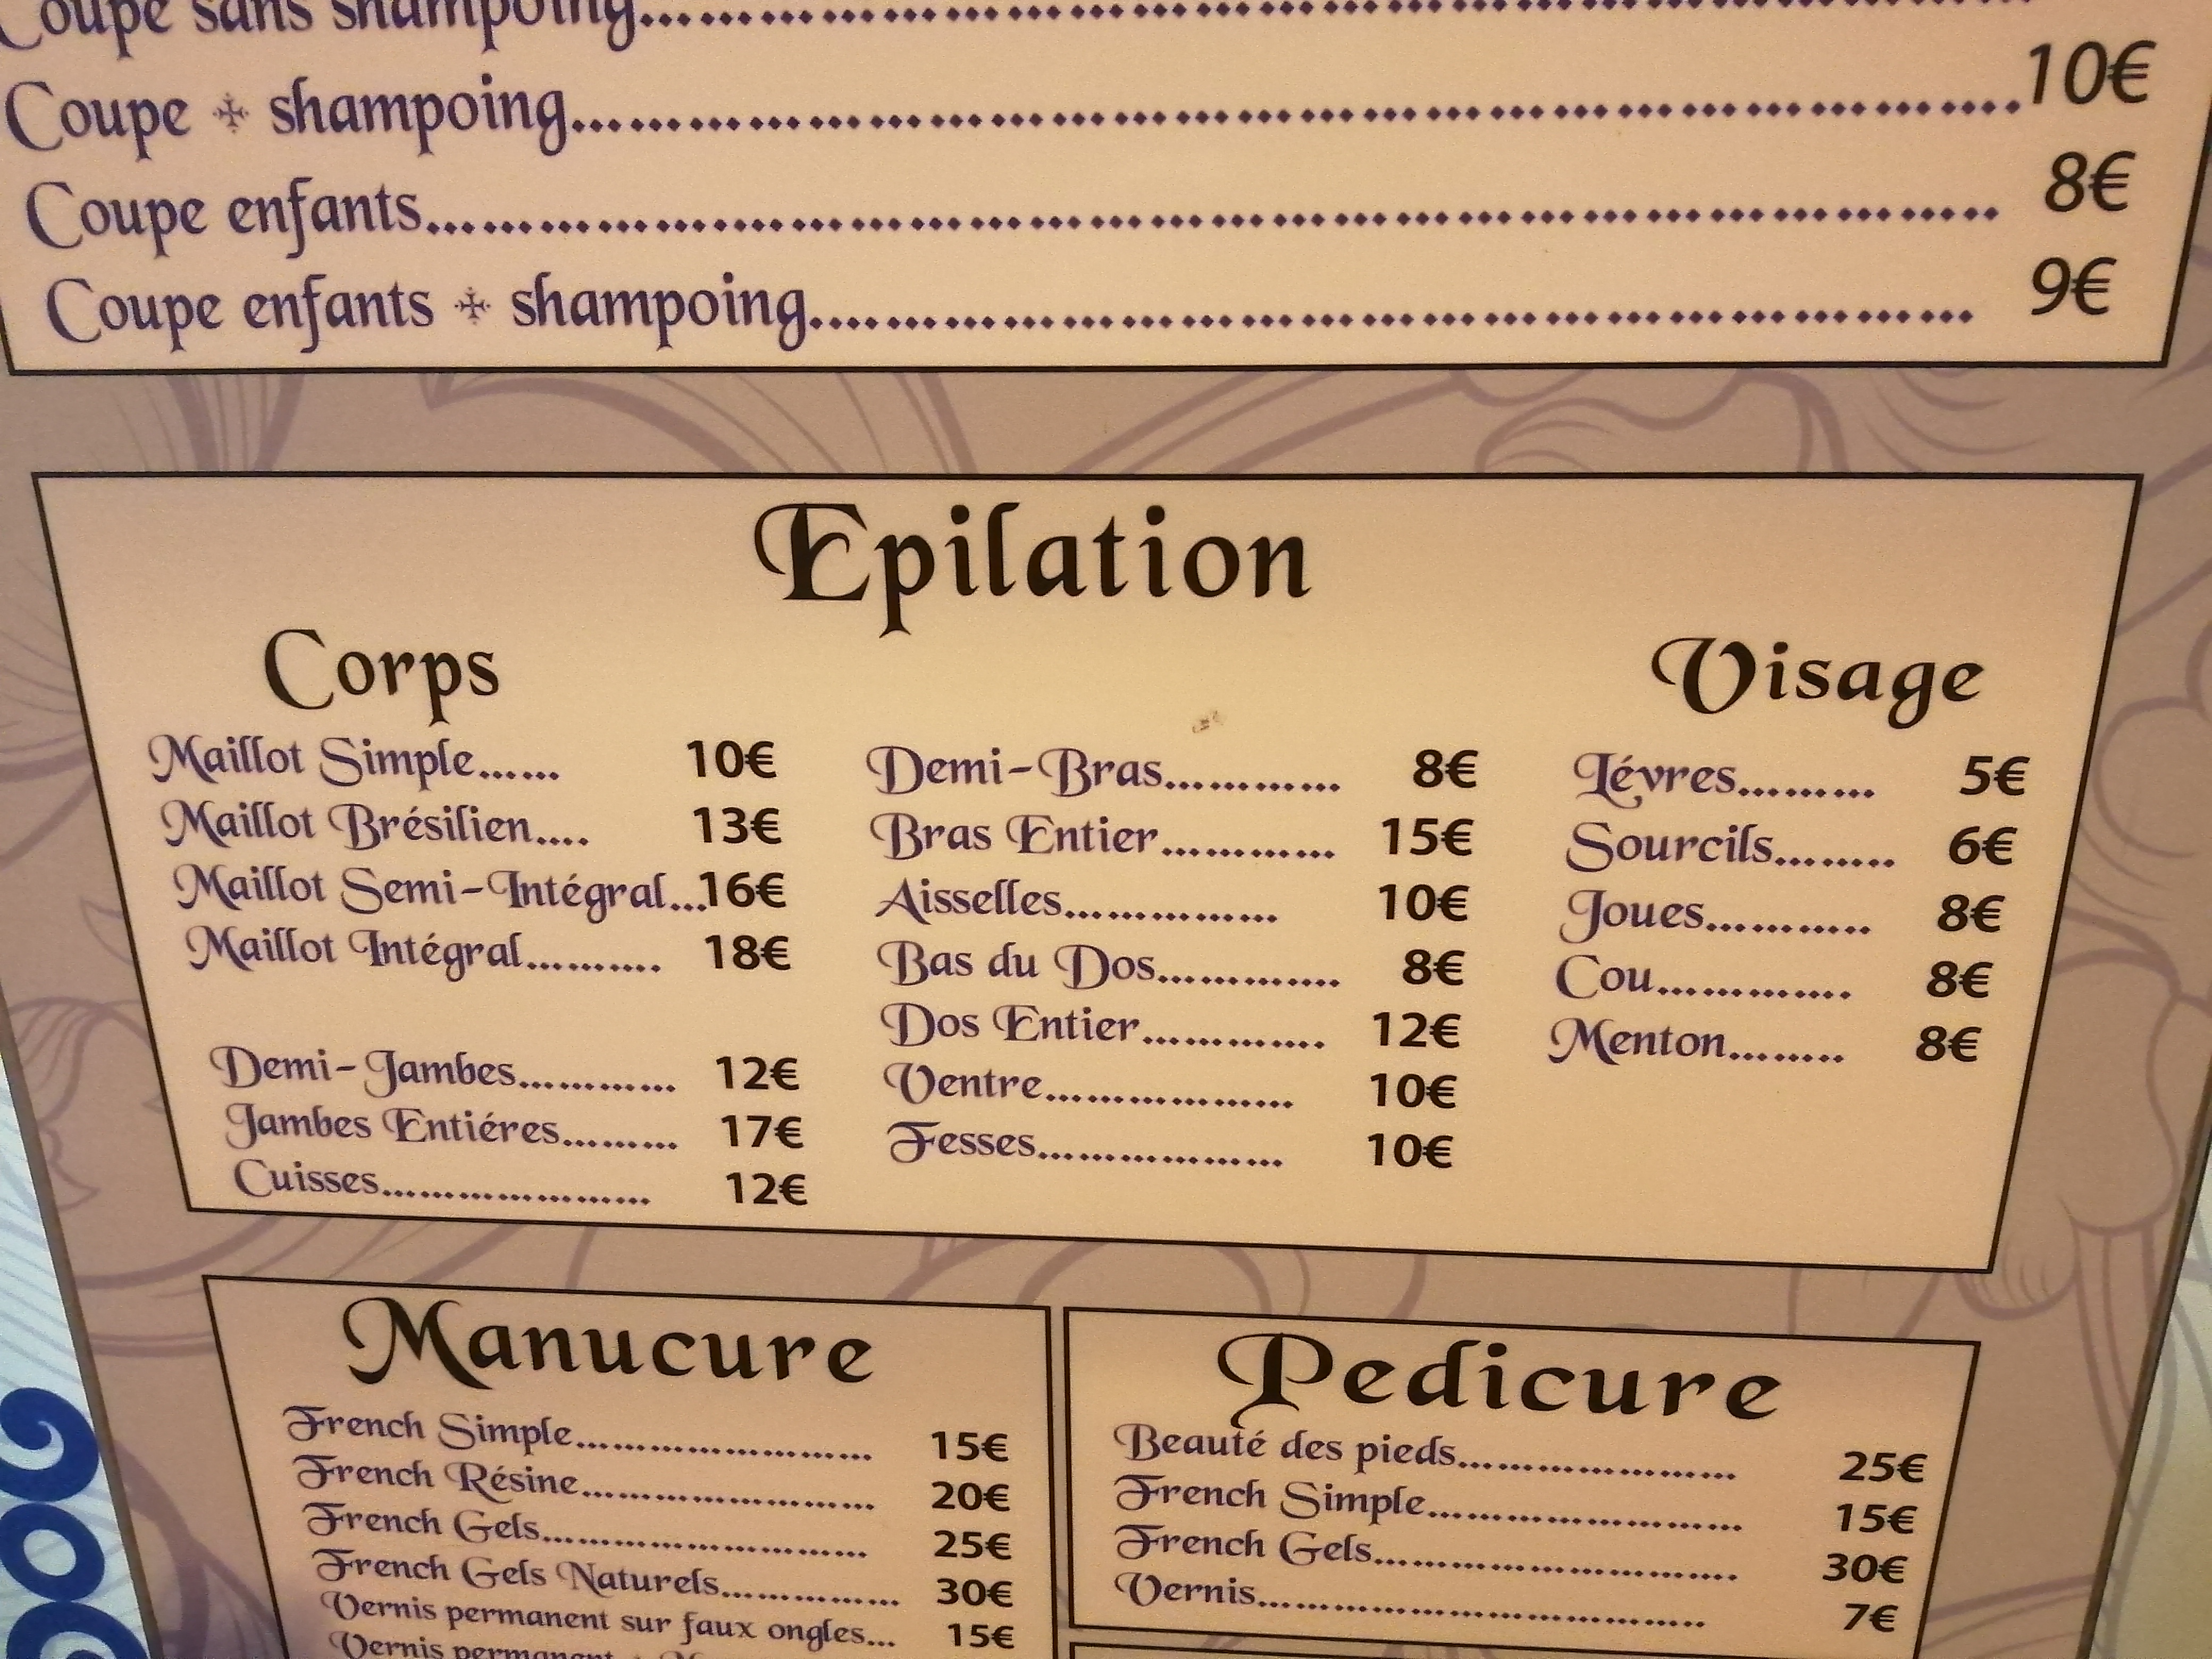 Coupe sans shampoing........................
Coupe + shampoing........................10€
Coupe enfants........................ 8€
Coupe enfants + shampoing........................ 9€
Epilation
Corps
Maillot Simple...... 10€
Maillot Brésilien.... 13€
Maillot Semi-Intégral...16€
Maillot Intégral.......... 18€
Demi-Jambes............ 12€
Jambes Entiéres......... 17€
Cuisses..................... 12€
Demi-Bras............ 8€
Bras Entier............ 15€
Aisselles............... 10€
Bas du Dos............. 8€
Dos Entier............. 12€
Ventre.................. 10€
Fesses.................. 10€
Visage
Lévres.......... 5€
Sourcils........ 6€
Joues........... 8€
Cou.............. 8€
Menton........ 8€
Manucure
French Simple........................ 15€
French Résine........................ 20€
French Gels........................ 25€
French Gels Naturels............... 30€
Vernis permanent sur faux ongles... 15€
Vernis permanent +
Pedicure
Beauté des pieds..................... 25€
French Simple........................ 15€
French Gels........................... 30€
Vernis.................................... 7€